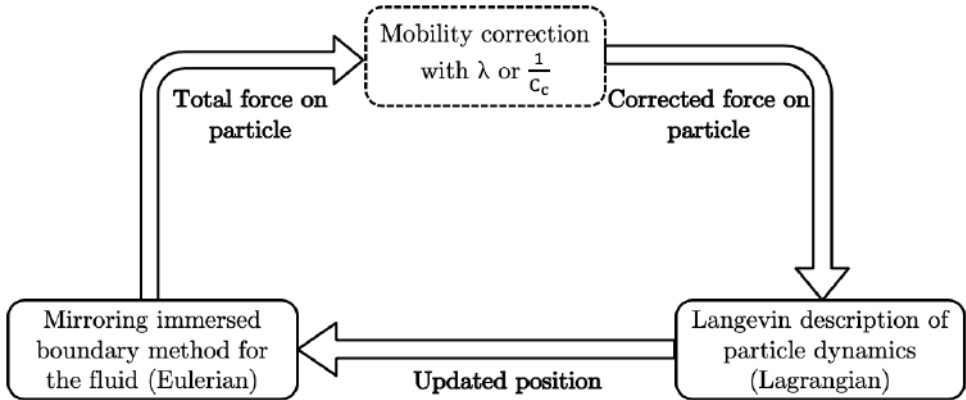 Mobility correction
with λ or 1/C_c
Total force on
particle
Corrected force on
particle
Mirroring immersed
boundary method for
the fluid (Eulerian)
Updated position
Langevin description of
particle dynamics
(Lagrangian)